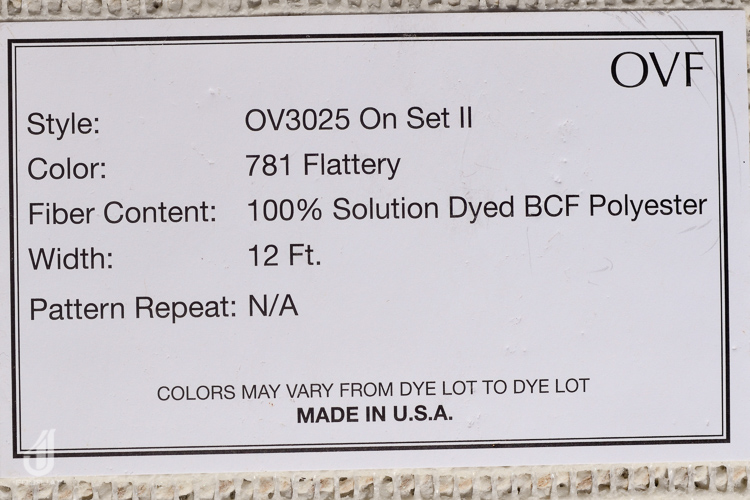 OVF
Style: OV3025 On Set II
Color: 781 Flattery
Fiber Content: 100% Solution Dyed BCF Polyester
Width: 12 Ft.
Pattern Repeat: N/A
COLORS MAY VARY FROM DYE LOT TO DYE LOT
MADE IN U.S.A.